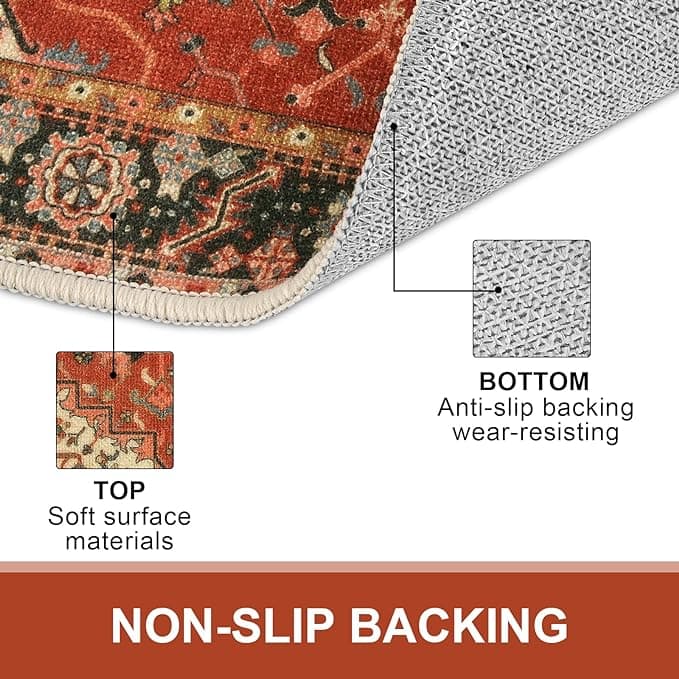 BOTTOM
Anti-slip backing
wear-resisting
TOP
Soft surface
materials
NON-SLIP BACKING